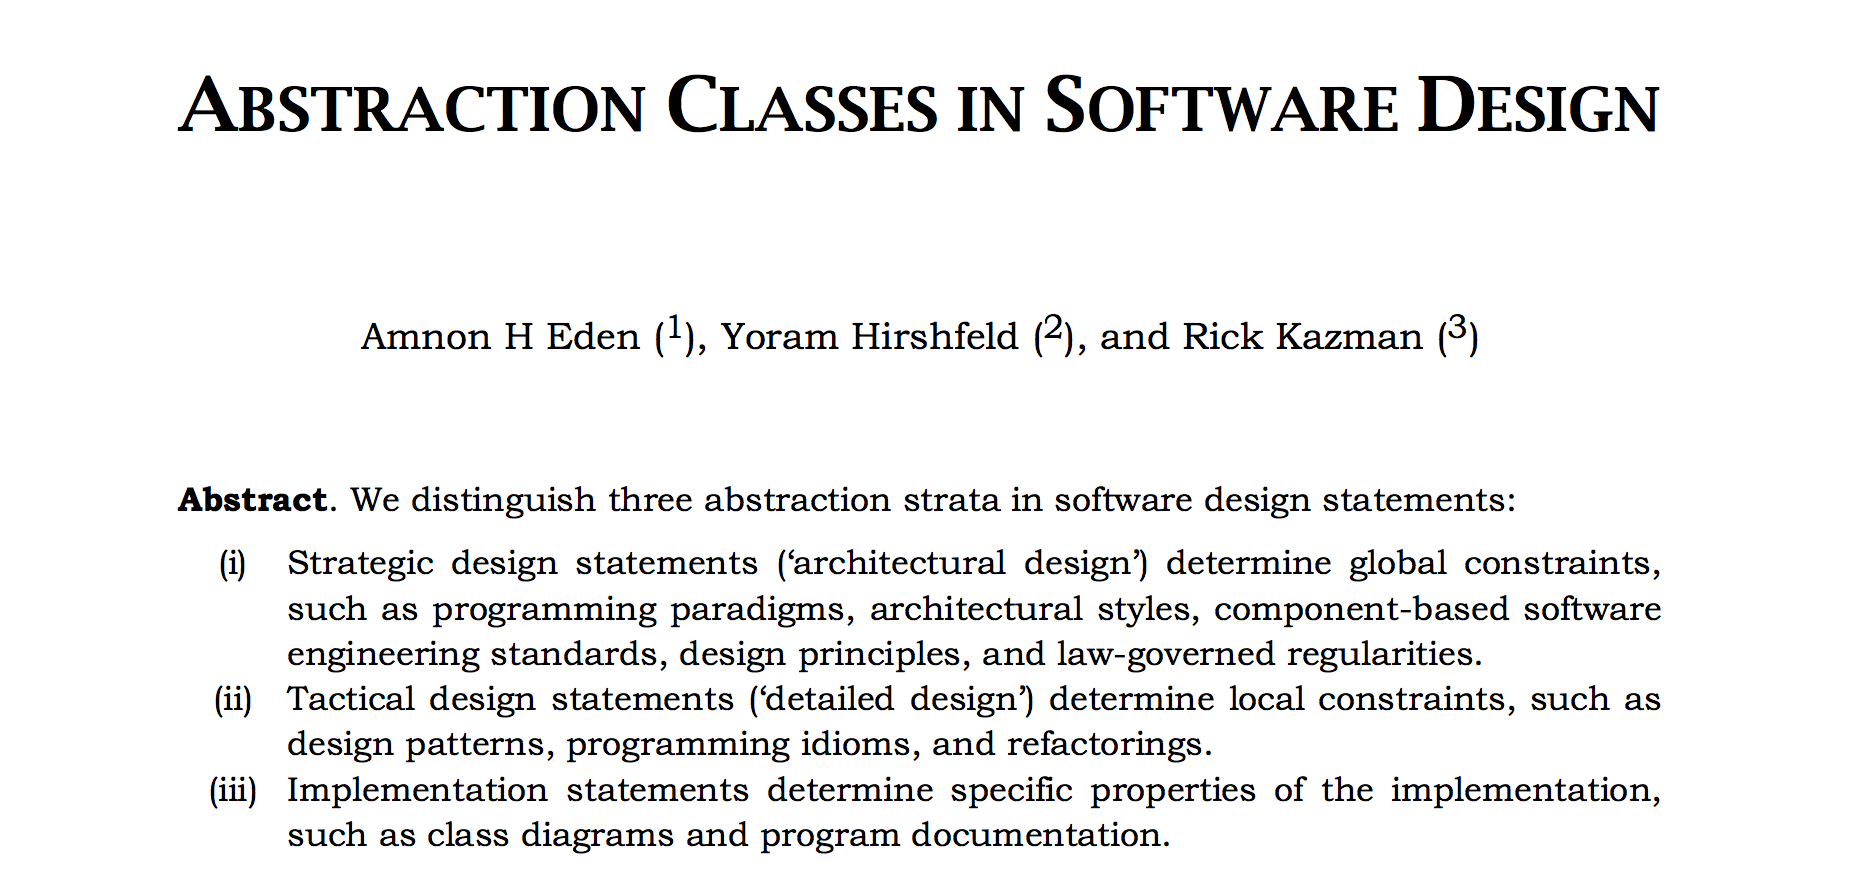 ABSTRACTION CLASSES IN SOFTWARE DESIGN
Amnon H Eden (1), Yoram Hirshfeld (2), and Rick Kazman (3)
Abstract. We distinguish three abstraction strata in software design statements:
(i) Strategic design statements (‘architectural design’) determine global constraints,
such as programming paradigms, architectural styles, component-based software
engineering standards, design principles, and law-governed regularities.
(ii) Tactical design statements (‘detailed design’) determine local constraints, such as
design patterns, programming idioms, and refactorings.
(iii) Implementation statements determine specific properties of the implementation,
such as class diagrams and program documentation.